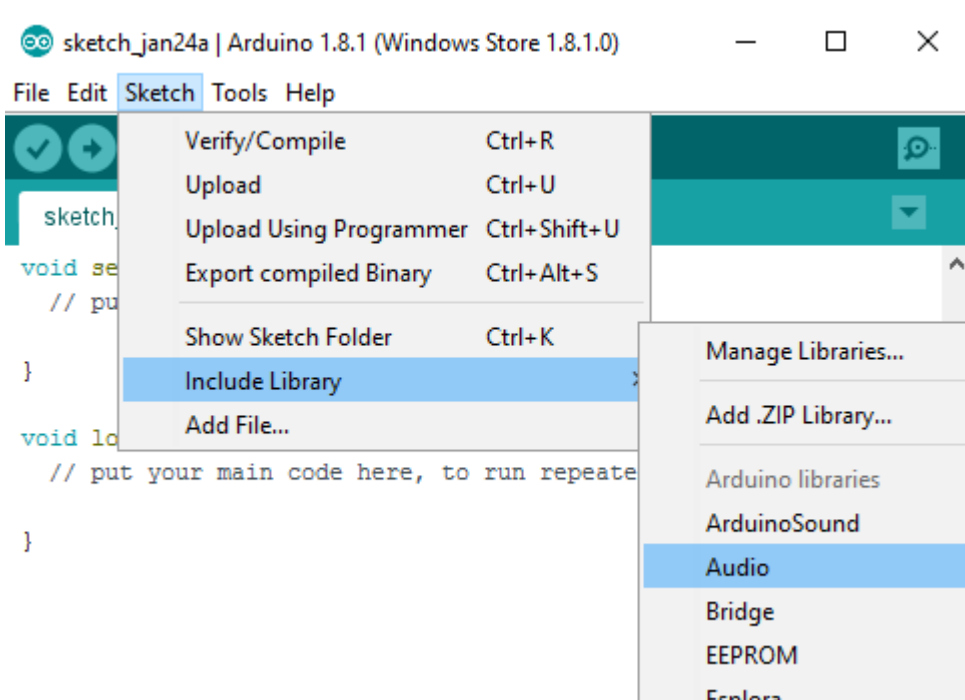 sketch_jan24a | Arduino 1.8.1 (Windows Store 1.8.1.0)
File Edit Sketch Tools Help
Verify/Compile Ctrl+R
Upload Ctrl+U
Upload Using Programmer Ctrl+Shift+U
Export compiled Binary Ctrl+Alt+S
Show Sketch Folder Ctrl+K
Include Library
Add File...
Manage Libraries...
Add .ZIP Library...
Arduino libraries
ArduinoSound
Audio
Bridge
EEPROM
Esplora
sketch_
void se
// pu
}
void lo
// put your main code here, to run repeate
}